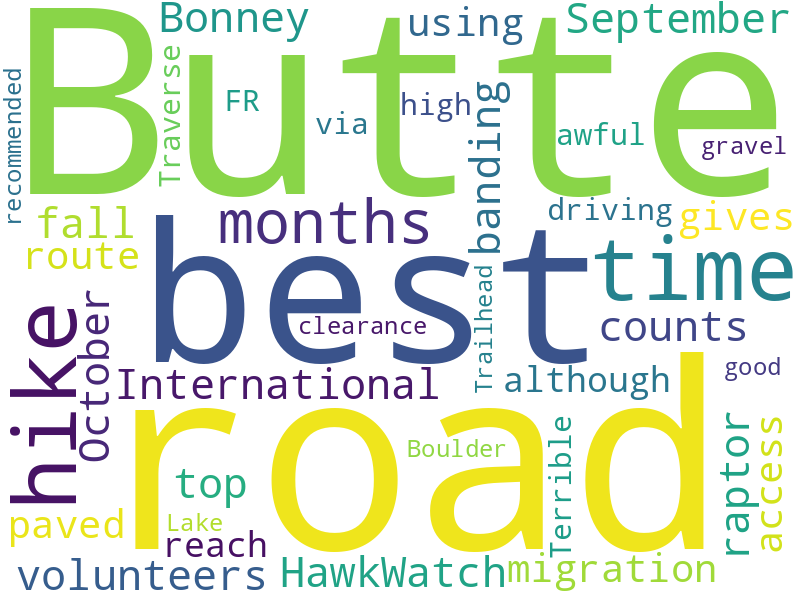 Butte
Bonney
using
September
recommended
Traverse
FR
via
high
awful
gravel
banding
fall
route
months
driving
gives
best
time
October
hike
clearance
Trailhead
counts
International
although
good
road
Boulder
top
Terrible
raptor
access
paved
Lake
reach
volunteers
HawkWatch
migration